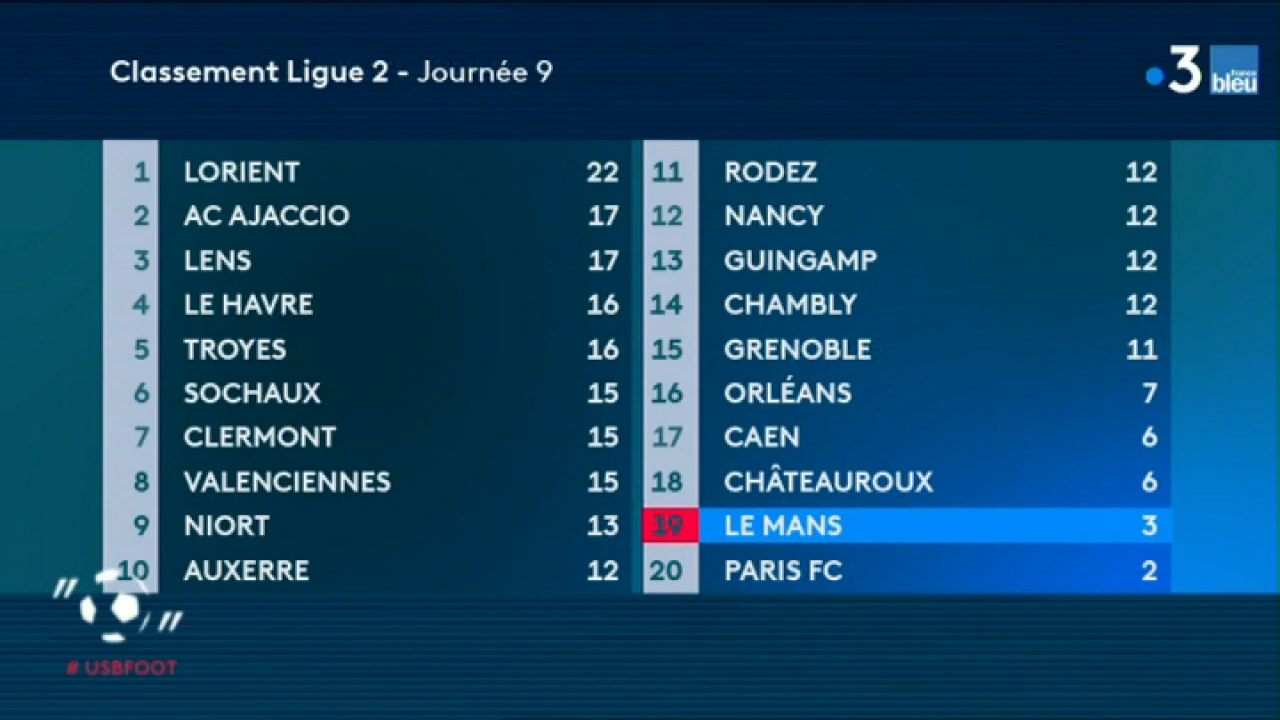 Classement Ligue 2 - Journée 9
3
france
bleu
1 LORIENT 22
2 AC AJACCIO 17
3 LENS 17
4 LE HAVRE 16
5 TROYES 16
6 SOCHAUX 15
7 CLERMONT 15
8 VALENCIENNES 15
9 NIORT 13
10 AUXERRE 12
11 RODEZ 12
12 NANCY 12
13 GUINGAMP 12
14 CHAMBLY 12
15 GRENOBLE 11
16 ORLÉANS 7
17 CAEN 6
18 CHÂTEAUROUX 6
19 LE MANS 3
20 PARIS FC 2
# USBFOOT